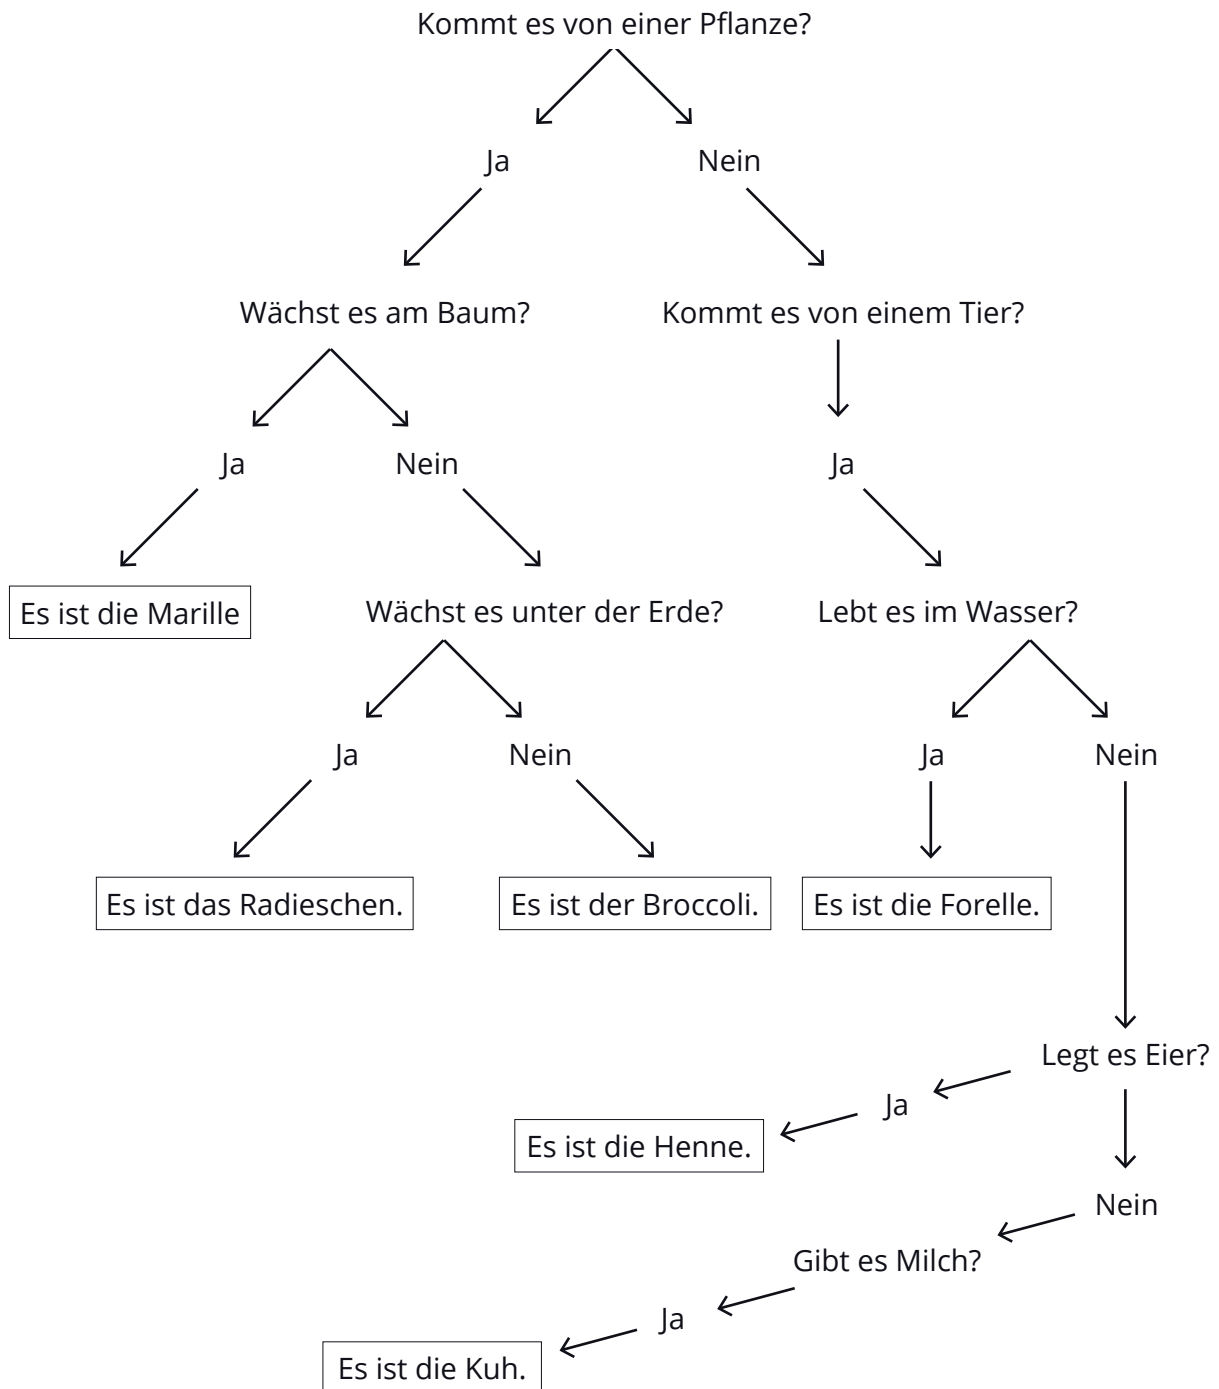 Kommt es von einer Pflanze?
Ja
Nein
Wächst es am Baum?
Kommt es von einem Tier?
Ja
Nein
Ja
Es ist die Marille
Wächst es unter der Erde?
Lebt es im Wasser?
Ja
Nein
Ja
Nein
Es ist das Radieschen.
Es ist der Broccoli.
Es ist die Forelle.
Legt es Eier?
Ja
Es ist die Henne.
Nein
Gibt es Milch?
Ja
Es ist die Kuh.